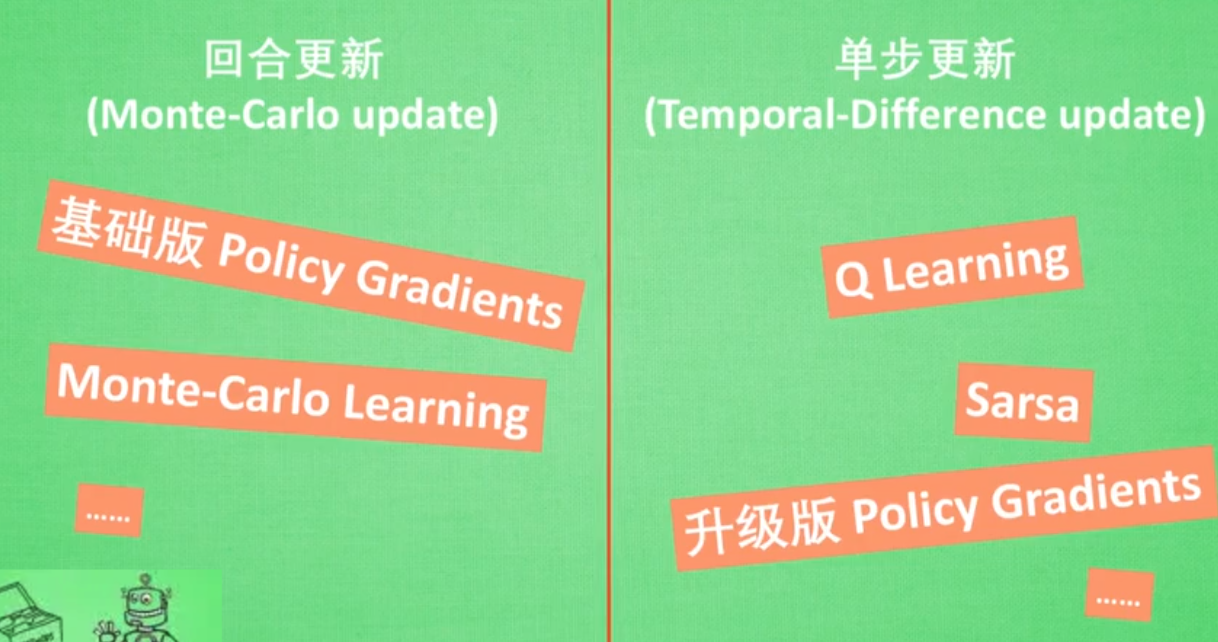 回合更新
(Monte-Carlo update)
基础版 Policy Gradients
Monte-Carlo Learning
......
单步更新
(Temporal-Difference update)
Q Learning
Sarsa
升级版 Policy Gradients
......